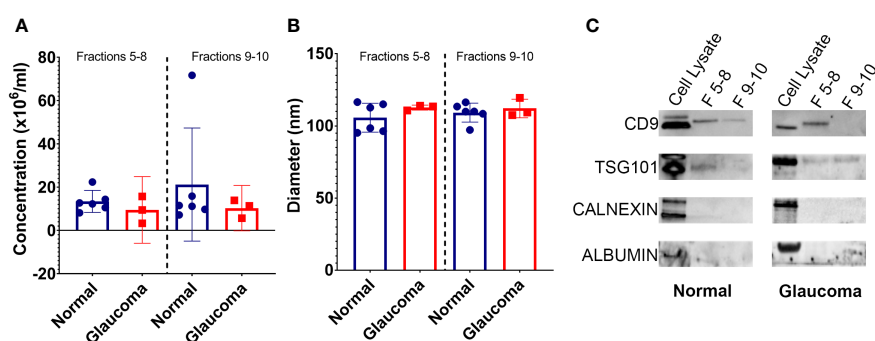 A
Fractions 5-8
Fractions 9-10
Concentration (x10⁶/ml)
80
60
40
20
0
-20
Normal
Glaucoma
Normal
Glaucoma
B
Fractions 5-8
Fractions 9-10
Diameter (nm)
150
100
50
0
Normal
Glaucoma
Normal
Glaucoma
C
Cell Lysate
F 5-8
F 9-10
Cell Lysate
F 5-8
F 9-10
CD9
TSG101
CALNEXIN
ALBUMIN
Normal
Glaucoma